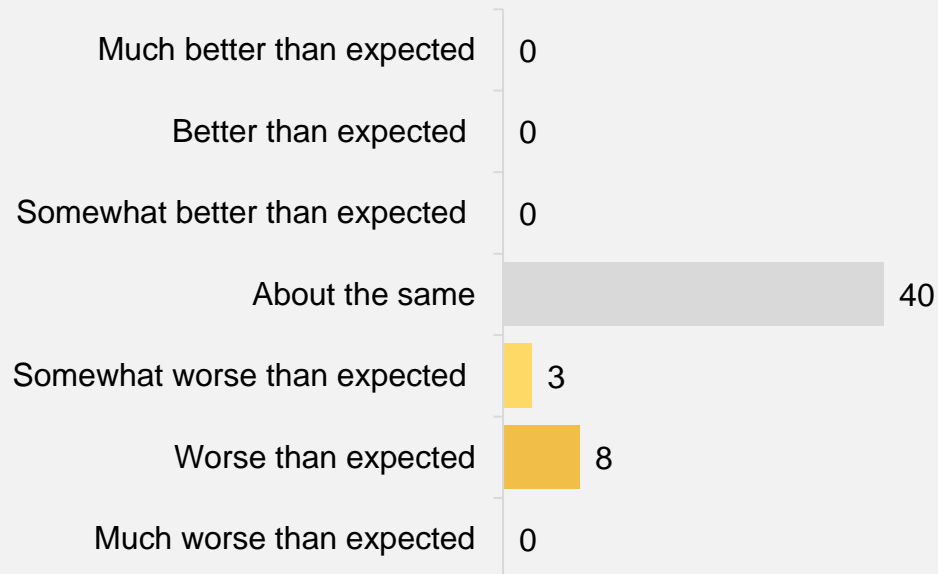 Much better than expected 0
Better than expected 0
Somewhat better than expected 0
About the same 40
Somewhat worse than expected 3
Worse than expected 8
Much worse than expected 0